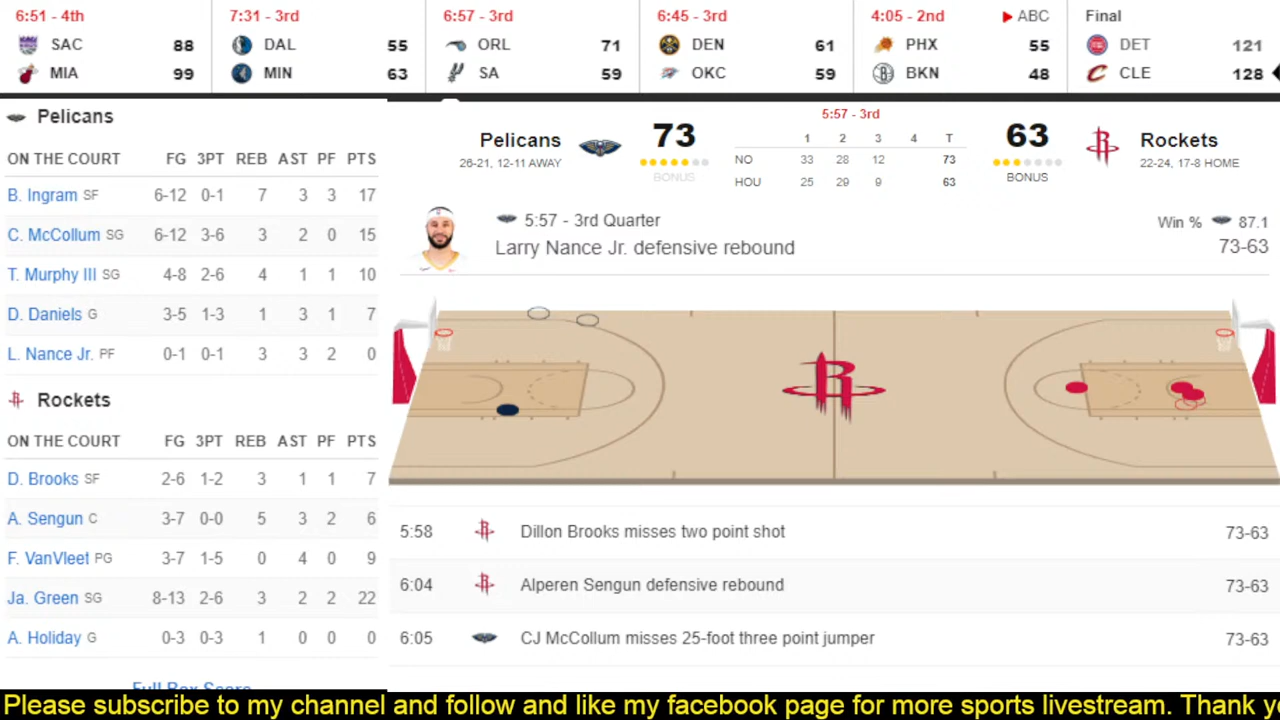 6:51 - 4th
SAC 88
MIA 99
7:31 - 3rd
DAL 55
MIN 63
6:57 - 3rd
ORL 71
SA 59
6:45 - 3rd
DEN 61
OKC 59
4:05 - 2nd ABC
PHX 55
BKN 48
Final
DET 121
CLE 128
Pelicans
ON THE COURT FG 3PT REB AST PF PTS
B. Ingram SF 6-12 0-1 7 3 3 17
C. McCollum SG 6-12 3-6 3 2 0 15
T. Murphy III SG 4-8 2-6 4 1 1 10
D. Daniels G 3-5 1-3 1 3 1 7
L. Nance Jr. PF 0-1 0-1 3 3 2 0
Rockets
ON THE COURT FG 3PT REB AST PF PTS
D. Brooks SF 2-6 1-2 3 1 1 7
A. Sengun C 3-7 0-0 5 3 2 6
F. VanVleet PG 3-7 1-5 0 4 0 9
Ja. Green SG 8-13 2-6 3 2 2 22
A. Holiday G 0-3 0-3 1 0 0 0
Full Box Score
Pelicans 73
26-21, 12-11 AWAY
BONUS
5:57 - 3rd
1 2 3 4 T
NO 33 28 12 73
HOU 25 29 9 63
63 Rockets
22-24, 17-8 HOME
BONUS
5:57 - 3rd Quarter
Larry Nance Jr. defensive rebound
Win % 87.1
73-63
5:58 Dillon Brooks misses two point shot 73-63
6:04 Alperen Sengun defensive rebound 73-63
6:05 CJ McCollum misses 25-foot three point jumper 73-63
Please subscribe to my channel and follow and like my facebook page for more sports livestream. Thank y